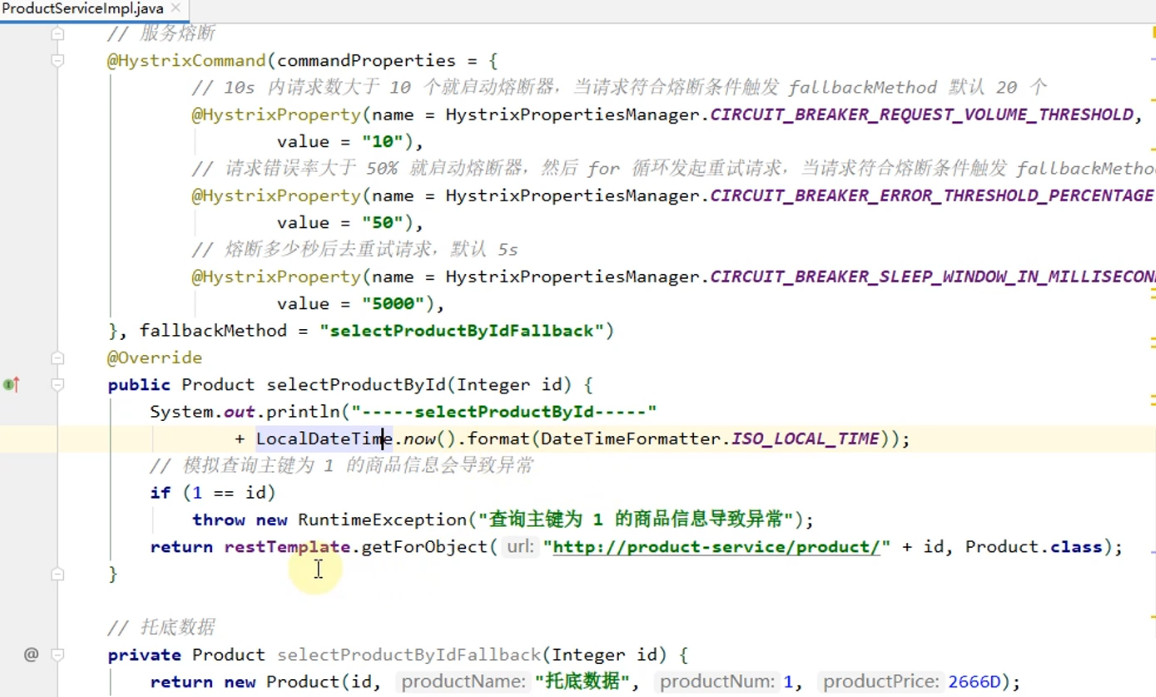 ProductServiceImpl.java ×
// 服务熔断
@HystrixCommand(commandProperties = {
// 10s 内请求数大于 10 个就启动熔断器，当请求符合熔断条件触发 fallbackMethod 默认 20 个
@HystrixProperty(name = HystrixPropertiesManager.CIRCUIT_BREAKER_REQUEST_VOLUME_THRESHOLD,
value = "10"),
// 请求错误率大于 50% 就启动熔断器，然后 for 循环发起重试请求，当请求符合熔断条件触发 fallbackMetho
@HystrixProperty(name = HystrixPropertiesManager.CIRCUIT_BREAKER_ERROR_THRESHOLD_PERCENTAGE
value = "50"),
// 熔断多少秒后去重试请求，默认 5s
@HystrixProperty(name = HystrixPropertiesManager.CIRCUIT_BREAKER_SLEEP_WINDOW_IN_MILLISECON
value = "5000"),
}, fallbackMethod = "selectProductByIdFallback")
@Override
public Product selectProductById(Integer id) {
System.out.println("-----selectProductById-----"
+ LocalDateTime.now().format(DateTimeFormatter.ISO_LOCAL_TIME));
// 模拟查询主键为 1 的商品信息会导致异常
if (1 == id)
throw new RuntimeException("查询主键为 1 的商品信息导致异常");
return restTemplate.getForObject( url: "http://product-service/product/" + id, Product.class);
}
// 托底数据
@ private Product selectProductByIdFallback(Integer id) {
return new Product(id, productName: "托底数据", productNum: 1, productPrice: 2666D);